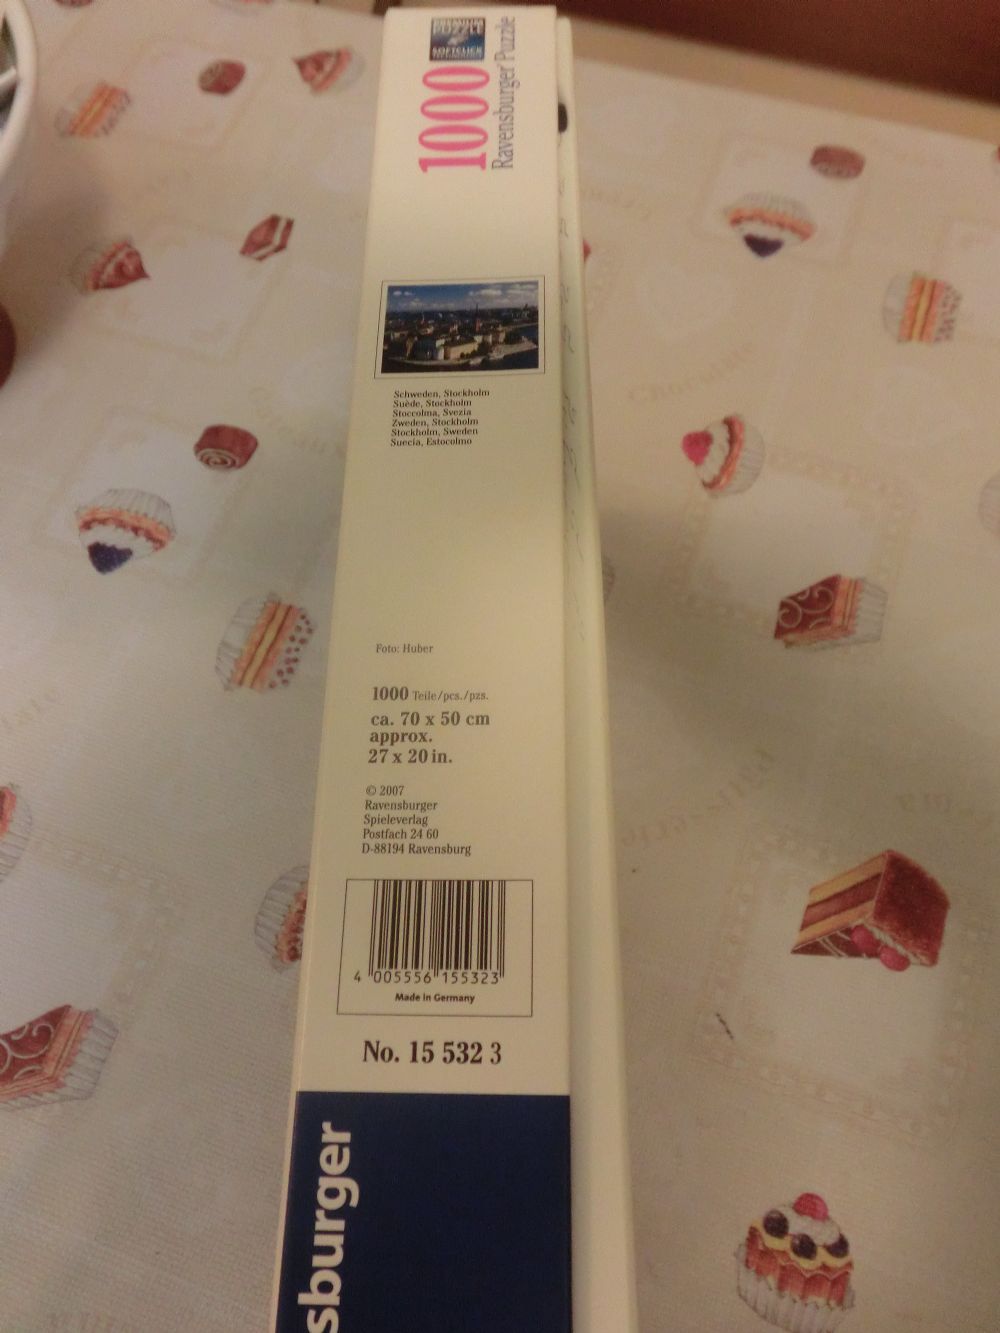 PREMIUM
PUZZLE
SOFTCLICK
1000
Ravensburger Puzzle
Schweden, Stockholm
Suède, Stockholm
Stoccolma, Svezia
Zweden, Stockholm
Stockholm, Sweden
Suecia, Estocolmo
Foto: Huber
1000 Teile/pcs./pzs.
ca. 70 x 50 cm
approx.
27 x 20 in.
© 2007
Ravensburger
Spieleverlag
Postfach 24 60
D-88194 Ravensburg
4 005556 155323
Made in Germany
No. 15 532 3
sburger